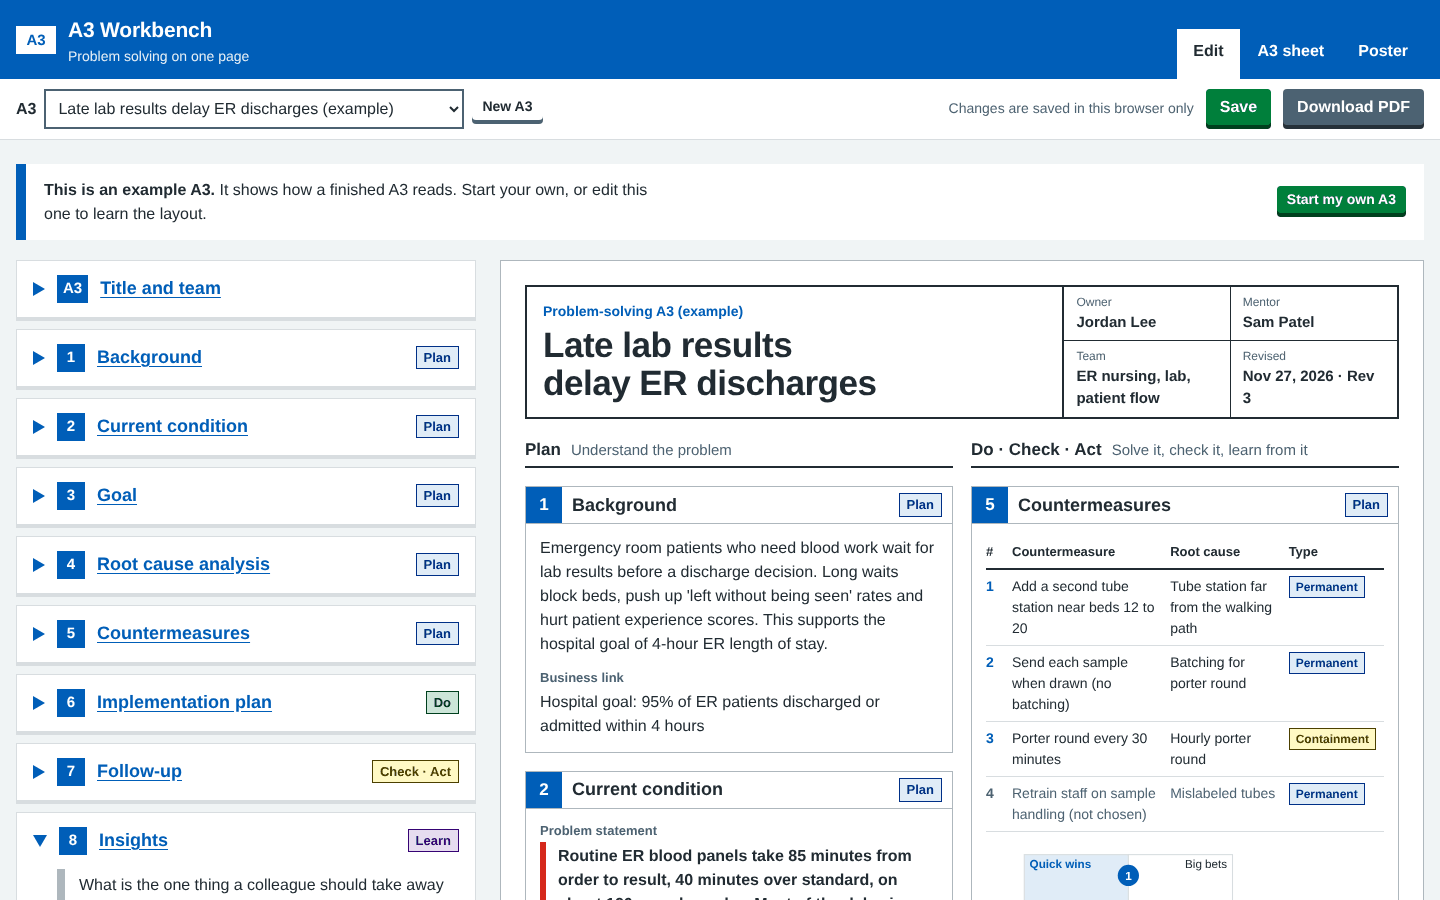 A3
A3 Workbench
Problem solving on one page
Edit
A3 sheet
Poster
A3
Late lab results delay ER discharges (example)
New A3
Changes are saved in this browser only
Save
Download PDF
This is an example A3. It shows how a finished A3 reads. Start your own, or edit this
one to learn the layout.
Start my own A3
A3
Title and team
1
Background
Plan
2
Current condition
Plan
3
Goal
Plan
4
Root cause analysis
Plan
5
Countermeasures
Plan
6
Implementation plan
Do
7
Follow-up
Check · Act
8
Insights
Learn
What is the one thing a colleague should take away
Problem-solving A3 (example)
Late lab results
delay ER discharges
Owner
Jordan Lee
Mentor
Sam Patel
Team
ER nursing, lab,
patient flow
Revised
Nov 27, 2026 · Rev
3
Plan Understand the problem
1
Background
Plan
Emergency room patients who need blood work wait for
lab results before a discharge decision. Long waits
block beds, push up 'left without being seen' rates and
hurt patient experience scores. This supports the
hospital goal of 4-hour ER length of stay.
Business link
Hospital goal: 95% of ER patients discharged or
admitted within 4 hours
2
Current condition
Plan
Problem statement
Routine ER blood panels take 85 minutes from
order to result, 40 minutes over standard, on
Do · Check · Act Solve it, check it, learn from it
5
Countermeasures
Plan
#
Countermeasure
Root cause
Type
1
Add a second tube
station near beds 12 to
20
Tube station far
from the walking
path
Permanent
2
Send each sample
when drawn (no
batching)
Batching for
porter round
Permanent
3
Porter round every 30
minutes
Hourly porter
round
Containment
4
Retrain staff on sample
handling (not chosen)
Mislabeled tubes
Permanent
Quick wins
Big bets
1